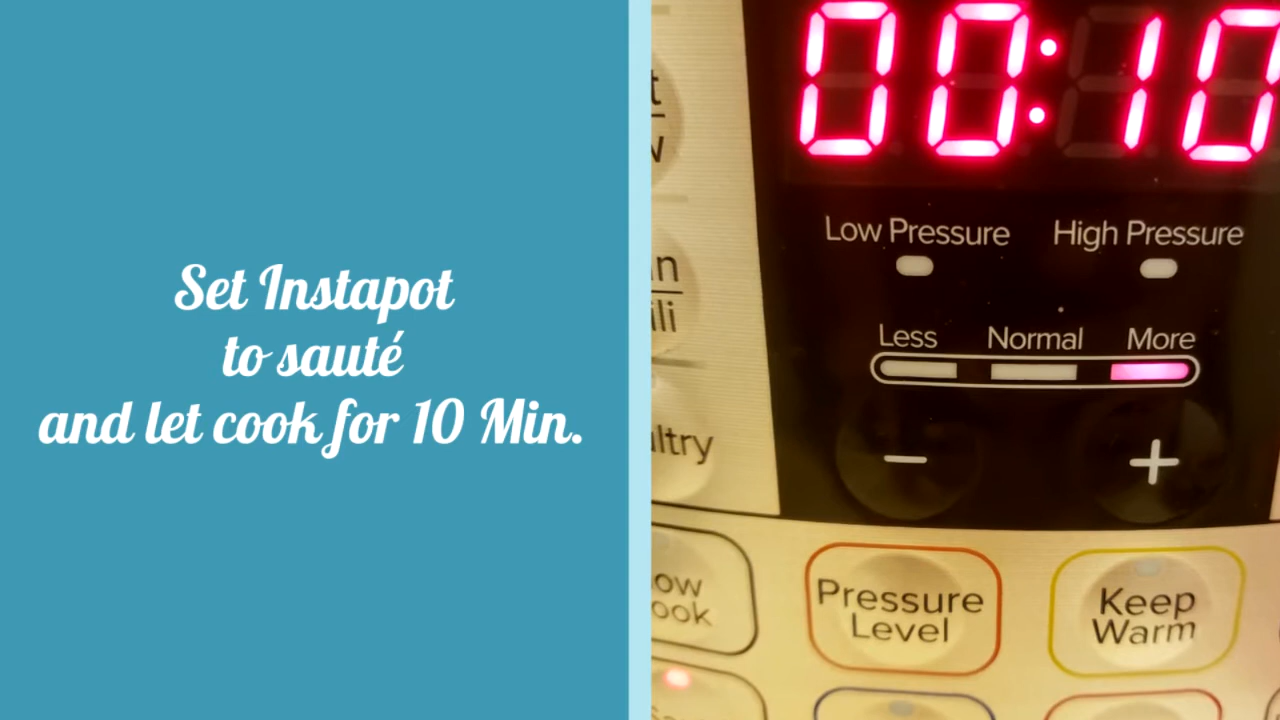 Set Instapot
to sauté
and let cook for 10 Min.
00:10
Low Pressure High Pressure
Less Normal More
- +
Pressure
Level
Keep
Warm